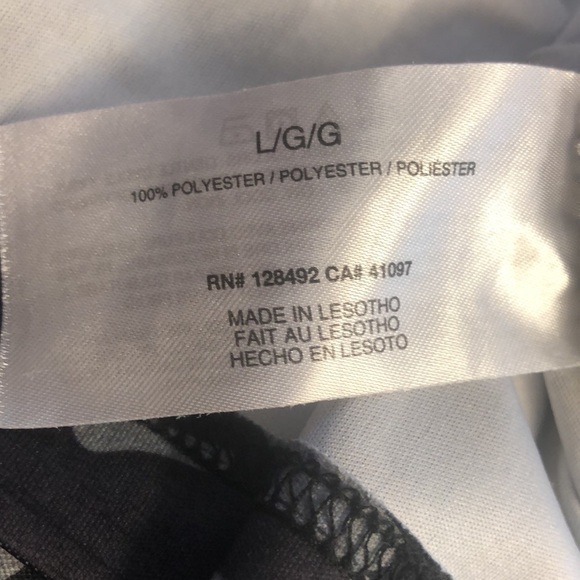 L/G/G
100% POLYESTER / POLYESTER / POLIÉSTER
RN# 128492 CA# 41097
MADE IN LESOTHO
FAIT AU LESOTHO
HECHO EN LESOTO